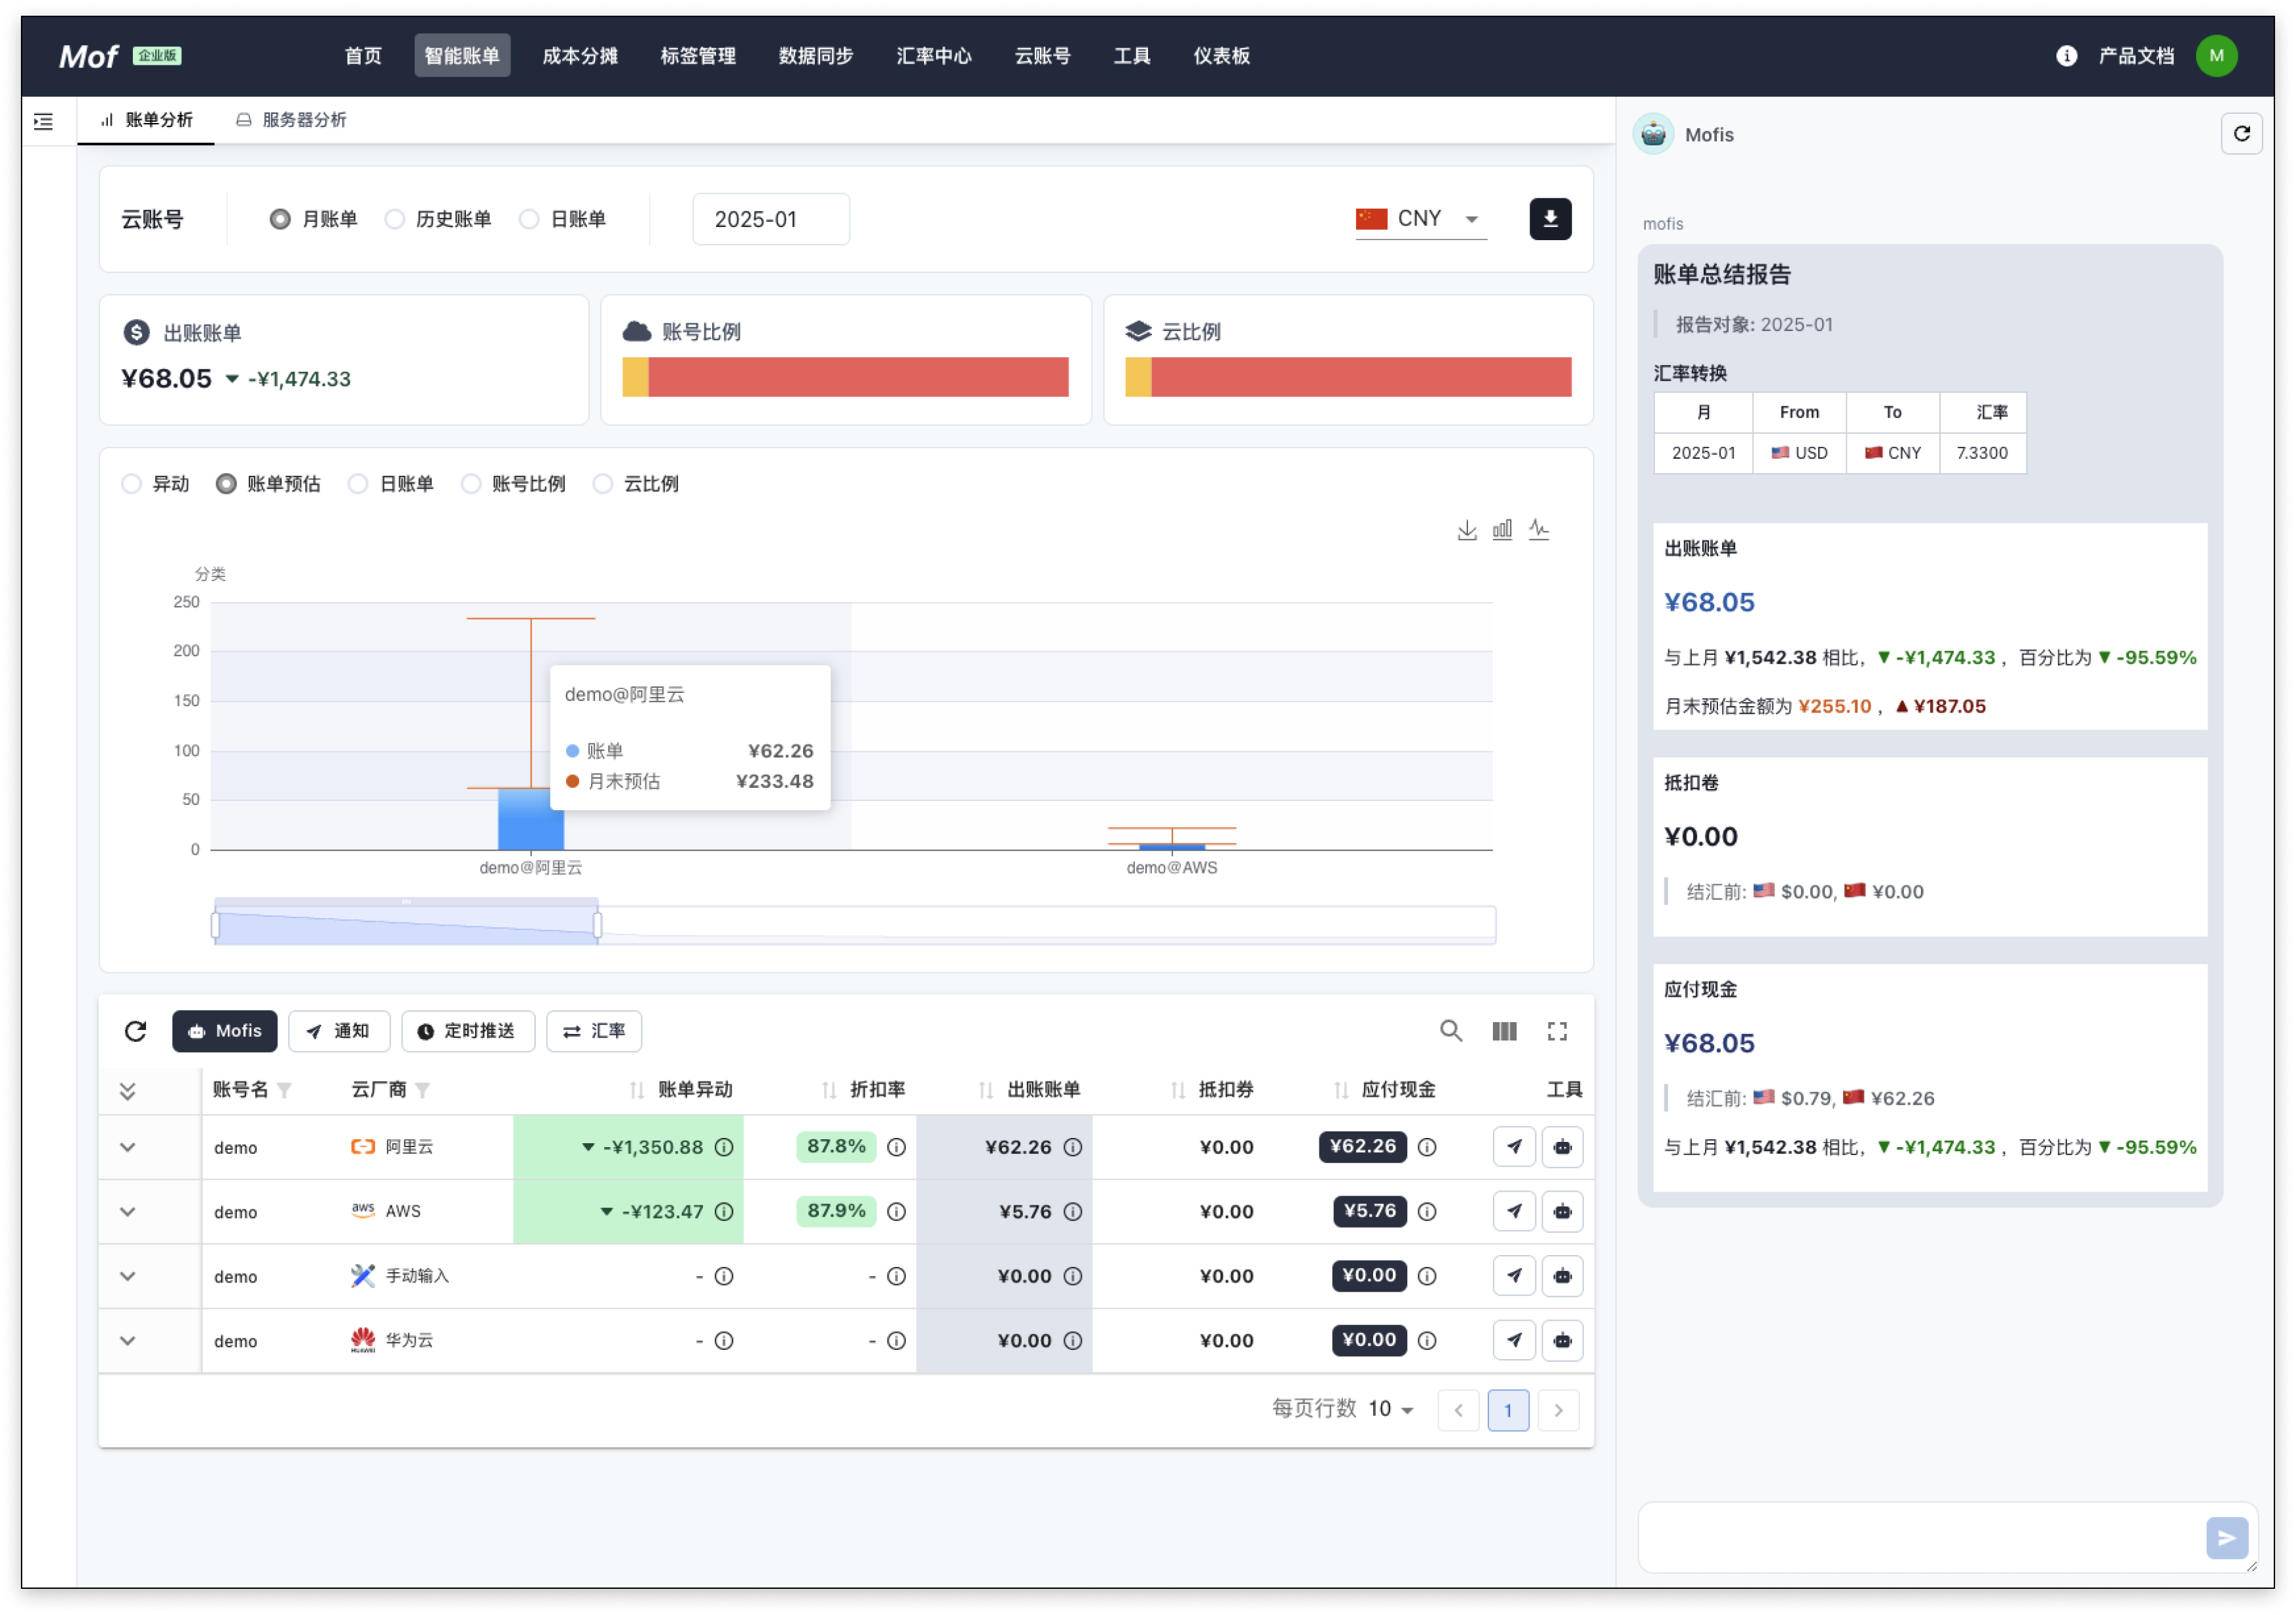 Mof 企业版 首页 智能账单 成本分摊 标签管理 数据同步 汇率中心 云账号 工具 仪表板 产品文档 M
账单分析 服务器分析
云账号 月账单 历史账单 日账单 2025-01 CNY
出账账单
¥68.05 -¥1,474.33
账号比例
云比例
异动 账单预估 日账单 账号比例 云比例
分类
250
200
150
100
50
0
demo@阿里云
账单 ¥62.26
月末预估 ¥233.48
demo@阿里云 demo@AWS
Mofis 通知 定时推送 汇率
账号名 云厂商 账单异动 折扣率 出账账单 抵扣券 应付现金 工具
demo 阿里云 -¥1,350.88 87.8% ¥62.26 ¥0.00 ¥62.26
demo aws AWS -¥123.47 87.9% ¥5.76 ¥0.00 ¥5.76
demo 手动输入 - - ¥0.00 ¥0.00 ¥0.00
demo HUAWEI 华为云 - - ¥0.00 ¥0.00 ¥0.00
每页行数 10 1
Mofis
mofis
账单总结报告
报告对象: 2025-01
汇率转换
月 From To 汇率
2025-01 USD CNY 7.3300
出账账单
¥68.05
与上月 ¥1,542.38 相比, ▼-¥1,474.33 , 百分比为 ▼-95.59%
月末预估金额为 ¥255.10 , ▲¥187.05
抵扣卷
¥0.00
结汇前: $0.00, ¥0.00
应付现金
¥68.05
结汇前: $0.79, ¥62.26
与上月 ¥1,542.38 相比, ▼-¥1,474.33 , 百分比为 ▼-95.59%